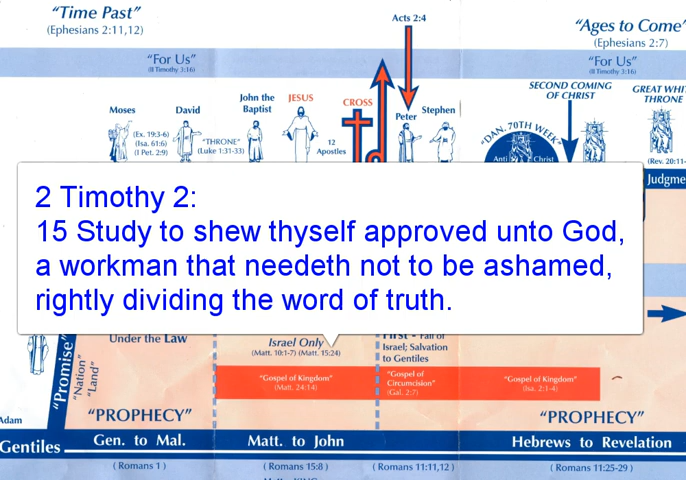 "Time Past"
(Ephesians 2:11,12)
Acts 2:4
"Ages to Come"
(Ephesians 2:7)
"For Us"
(II Timothy 3:16)
"For Us"
(II Timothy 3:16)
SECOND COMING
OF CHRIST
GREAT WHI
THRONE
Moses
David
John the
Baptist
JESUS
CROSS
Peter
Stephen
"DAN. 70TH WEEK"
(Ex. 19:3-6)
(Isa. 61:6)
(1 Pet. 2:9)
"THRONE"
(Luke 1:31-33)
12
Apostles
Anti
Christ
(Rev. 20:11-
Judgme
2 Timothy 2:
15 Study to shew thyself approved unto God,
a workman that needeth not to be ashamed,
rightly dividing the word of truth.
Under the Law
Israel Only
(Matt. 10:1-7) (Matt. 15:24)
First - Fall of
Israel; Salvation
to Gentiles
"Promise"
"Nation"
"Land"
"Gospel of Kingdom"
(Matt. 24:14)
"Gospel of
Circumcision"
(Gal. 2:7)
"Gospel of Kingdom"
(Isa. 2:1-4)
Adam
"PROPHECY"
"PROPHECY"
Gentiles
Gen. to Mal.
Matt. to John
Hebrews to Revelation
( Romans 1 )
( Romans 15:8 )
( Romans 11:11,12 )
( Romans 11:25-29 )